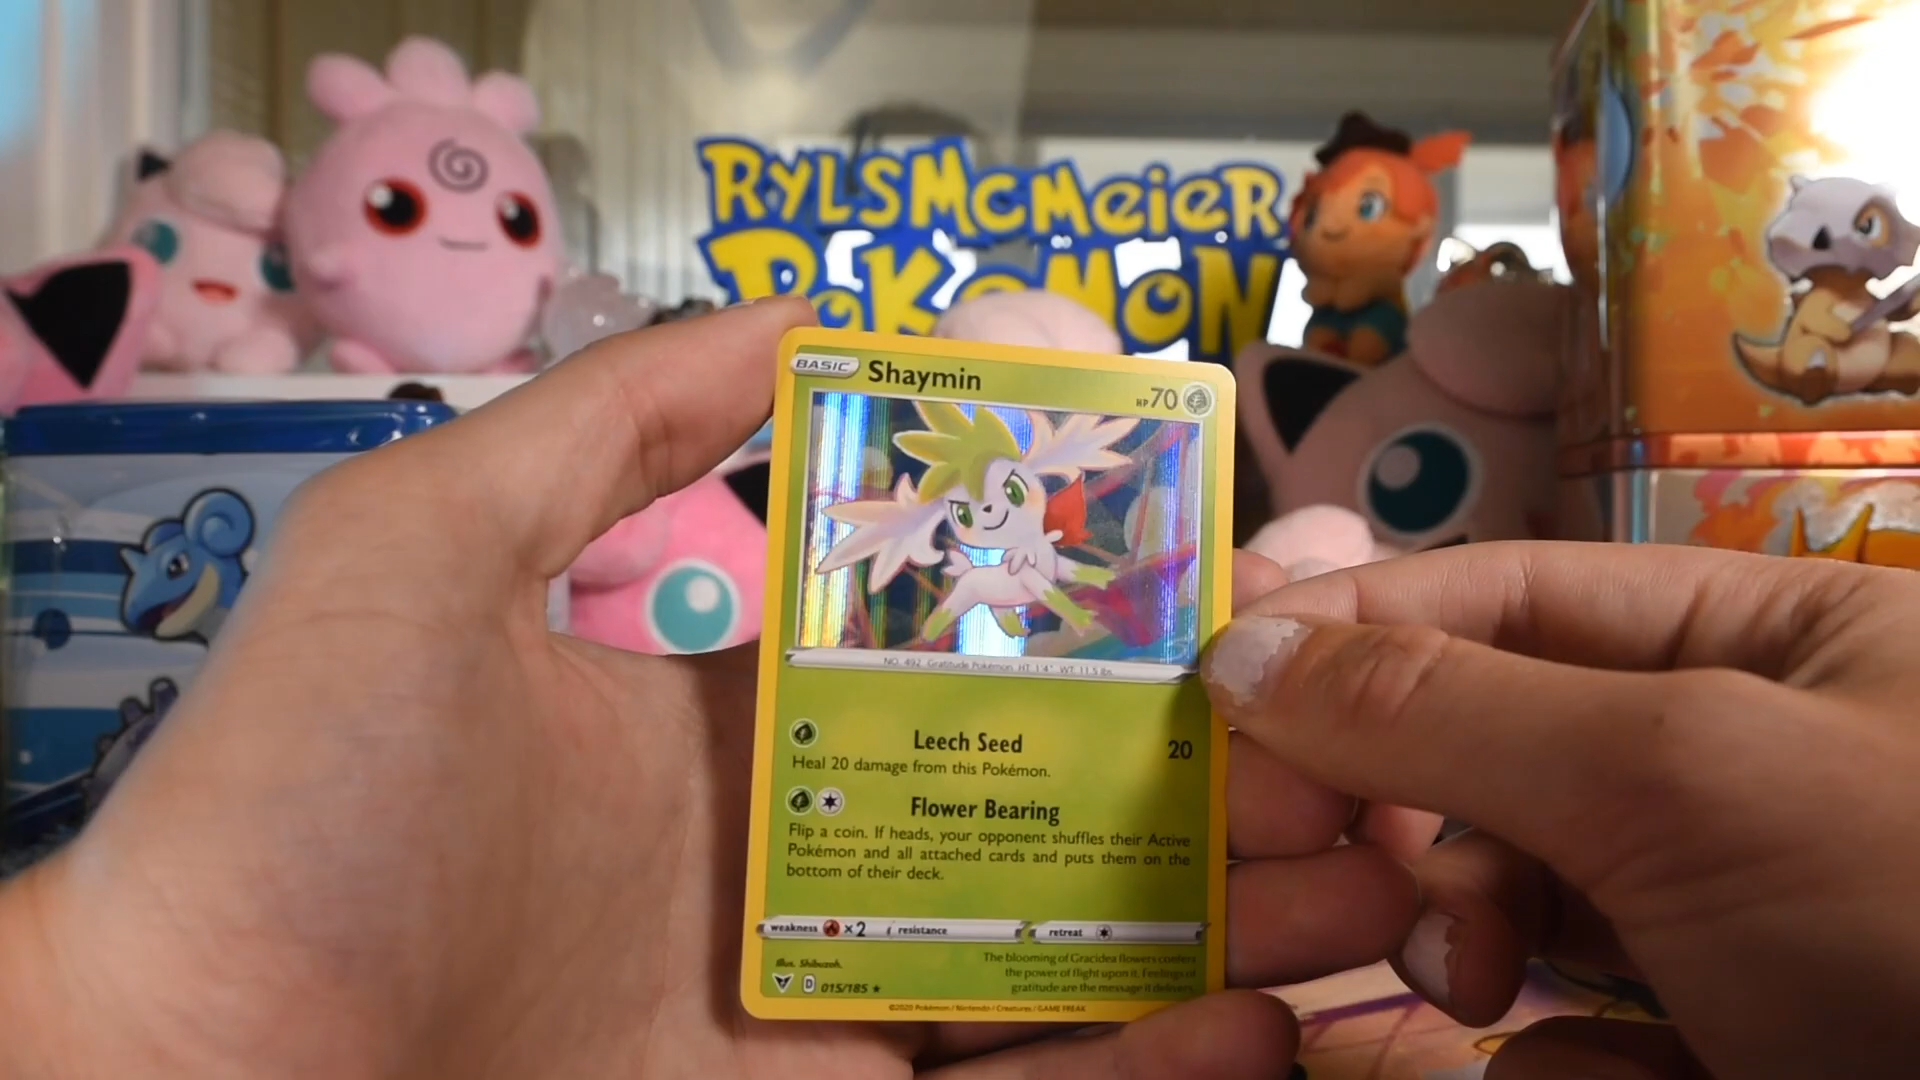 RYLSMCMEIER
POKEMON
BASIC Shaymin HP 70
NO. 492 Gratitude Pokémon HT: 1'4" WT: 11.5 lbs.
Leech Seed 20
Heal 20 damage from this Pokémon.
Flower Bearing
Flip a coin. If heads, your opponent shuffles their Active
Pokémon and all attached cards and puts them on the
bottom of their deck.
weakness ×2 resistance retreat
Illus. Shibuzoh.
The blooming of Gracidea flowers confers
the power of flight upon it. Feelings of
gratitude are the message it delivers.
D 015/185 ★
©2020 Pokémon / Nintendo / Creatures / GAME FREAK